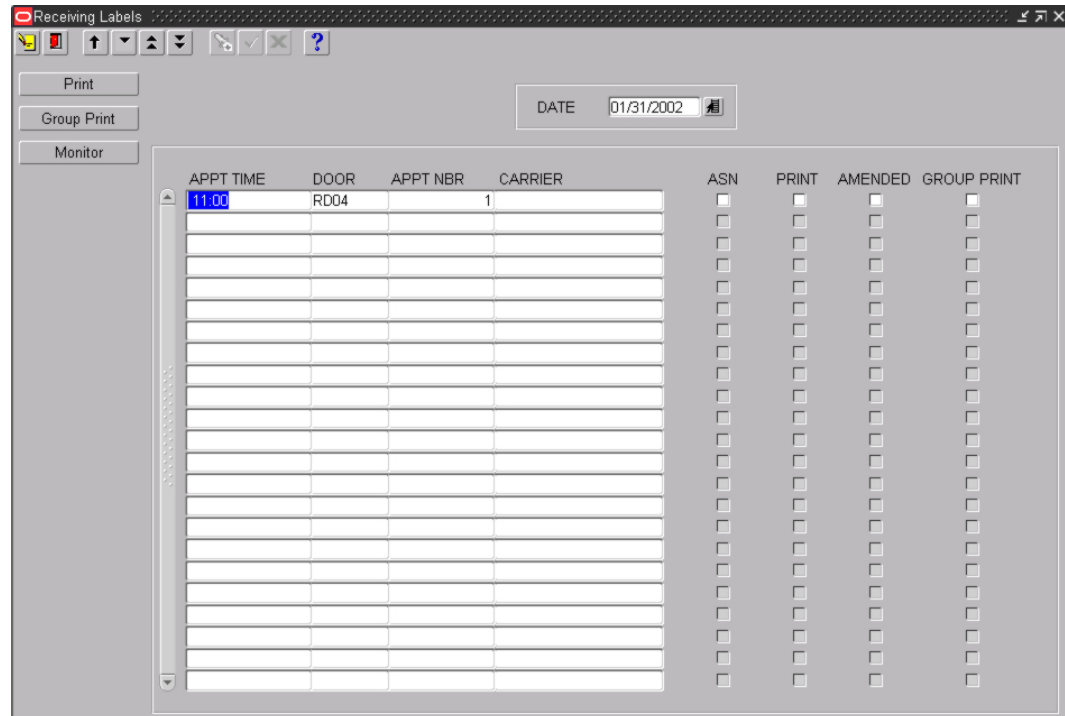 Receiving Labels
?
Print
DATE 01/31/2002
Group Print
Monitor
APPT TIME DOOR APPT NBR CARRIER ASN PRINT AMENDED GROUP PRINT
11:00 RD04 1